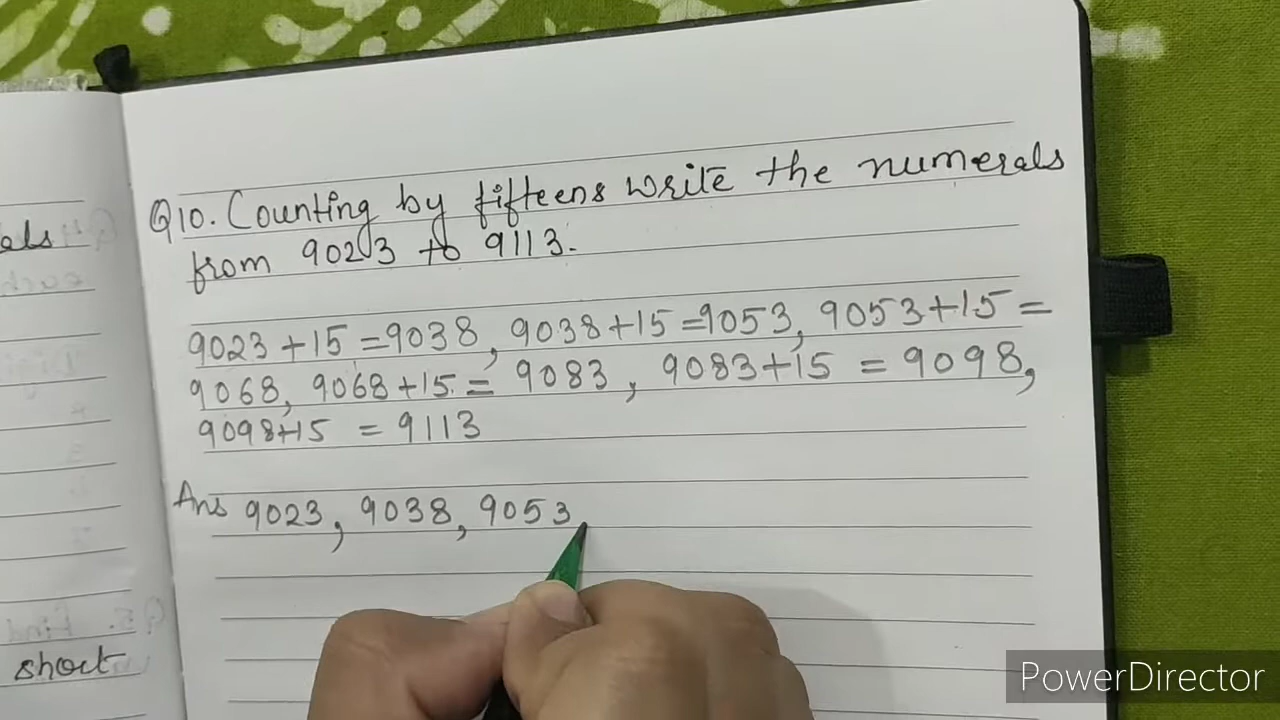 als
short
Q10. Counting by fifteens write the numerals
from 9023 to 9113.
9023+15=9038, 9038+15=9053, 9053+15=
9068, 9068+15.= 9083, 9083+15 = 9098,
9098+15 = 9113
Ans 9023, 9038, 9053,
PowerDirector